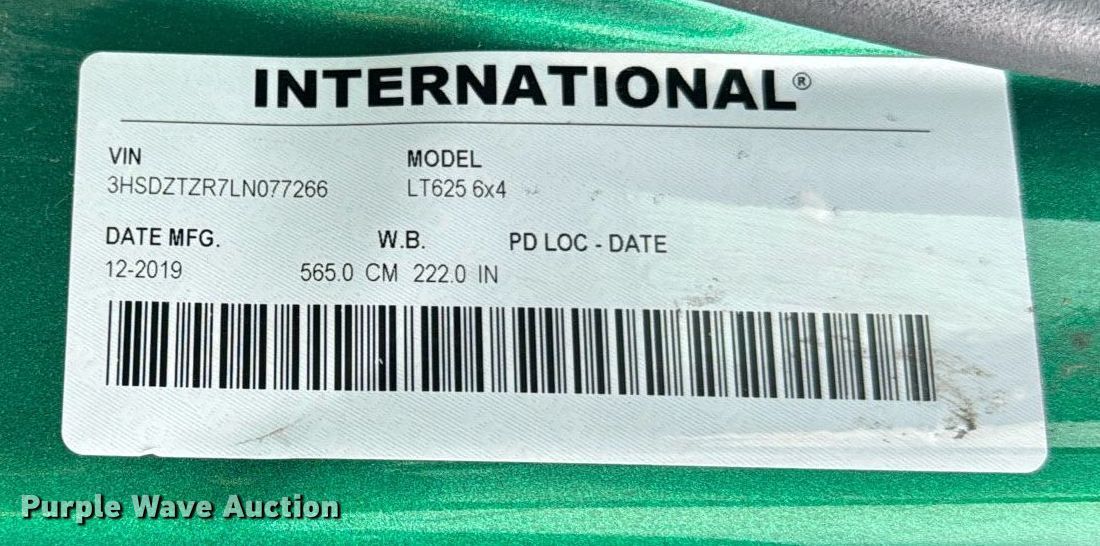 INTERNATIONAL®
VIN MODEL
3HSDZTZR7LN077266 LT625 6x4
DATE MFG. W.B. PD LOC - DATE
12-2019 565.0 CM 222.0 IN
Purple Wave Auction